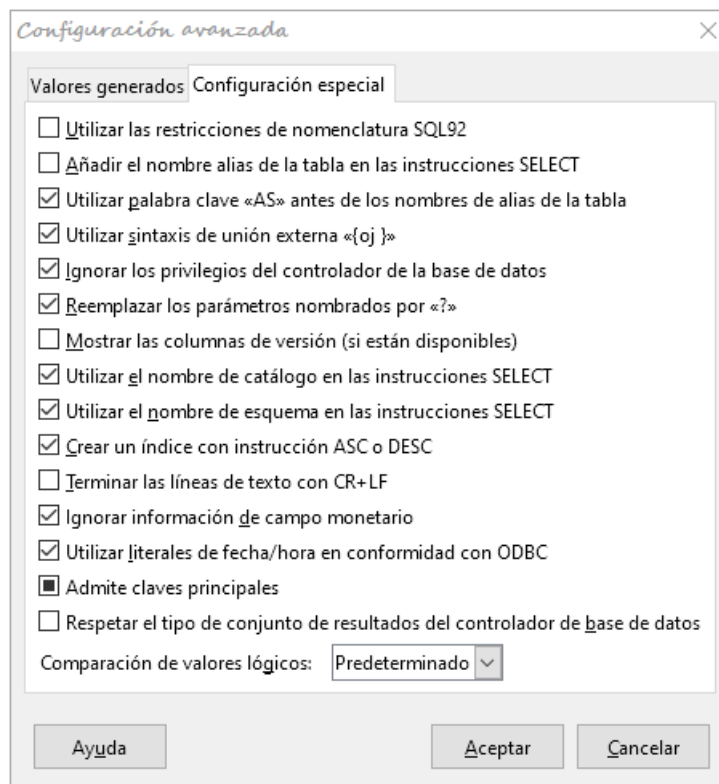 Configuración avanzada
Valores generados Configuración especial
Utilizar las restricciones de nomenclatura SQL92
Añadir el nombre alias de la tabla en las instrucciones SELECT
Utilizar palabra clave «AS» antes de los nombres de alias de la tabla
Utilizar sintaxis de unión externa «{oj }»
Ignorar los privilegios del controlador de la base de datos
Reemplazar los parámetros nombrados por «?»
Mostrar las columnas de versión (si están disponibles)
Utilizar el nombre de catálogo en las instrucciones SELECT
Utilizar el nombre de esquema en las instrucciones SELECT
Crear un índice con instrucción ASC o DESC
Terminar las líneas de texto con CR+LF
Ignorar información de campo monetario
Utilizar literales de fecha/hora en conformidad con ODBC
Admite claves principales
Respetar el tipo de conjunto de resultados del controlador de base de datos
Comparación de valores lógicos: Predeterminado
Ayuda Aceptar Cancelar